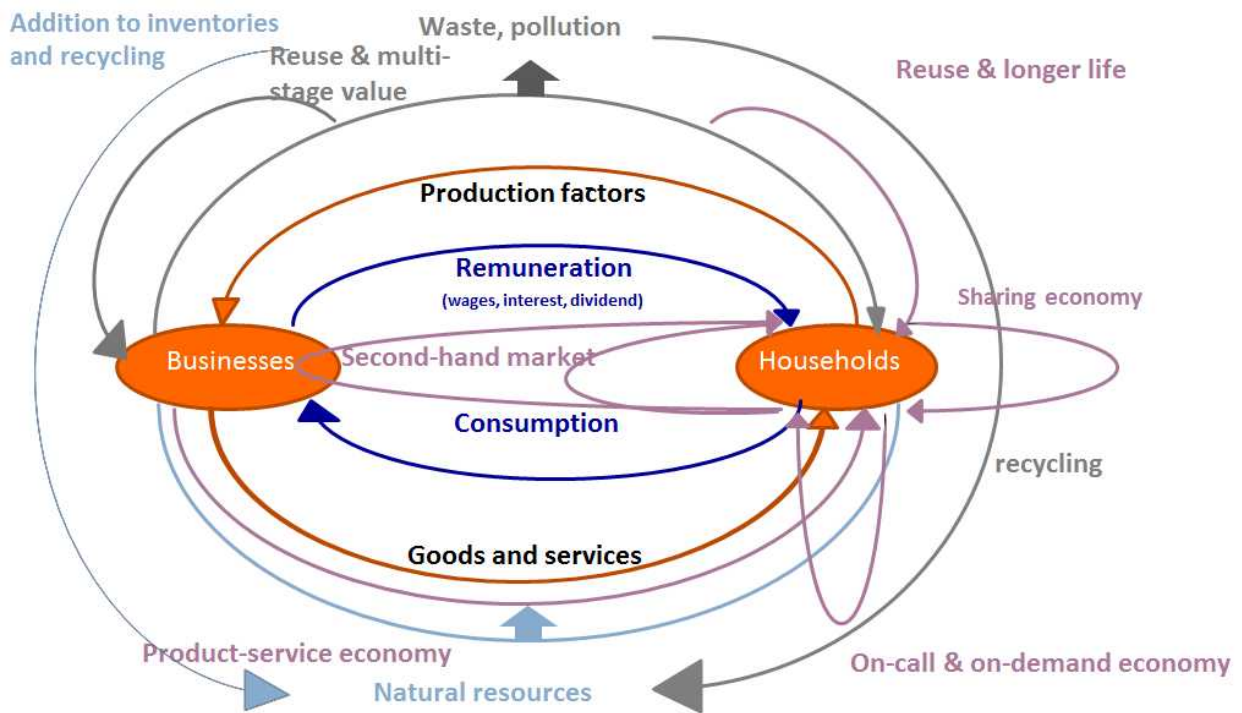 Addition to inventories
and recycling
Waste, pollution
Reuse & multi-
stage value
Reuse & longer life
Production factors
Remuneration
(wages, interest, dividend)
Sharing economy
Businesses
Second-hand market
Households
Consumption
recycling
Goods and services
Product-service economy
On-call & on-demand economy
Natural resources